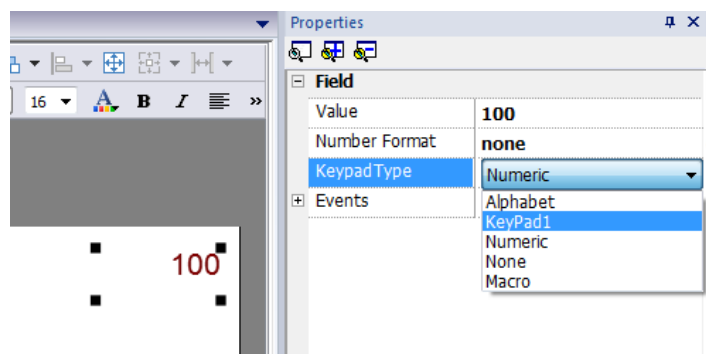 Properties
16 A B I »
Field
Value 100
Number Format none
KeypadType Numeric
Events
Alphabet
KeyPad1
Numeric
None
Macro
100